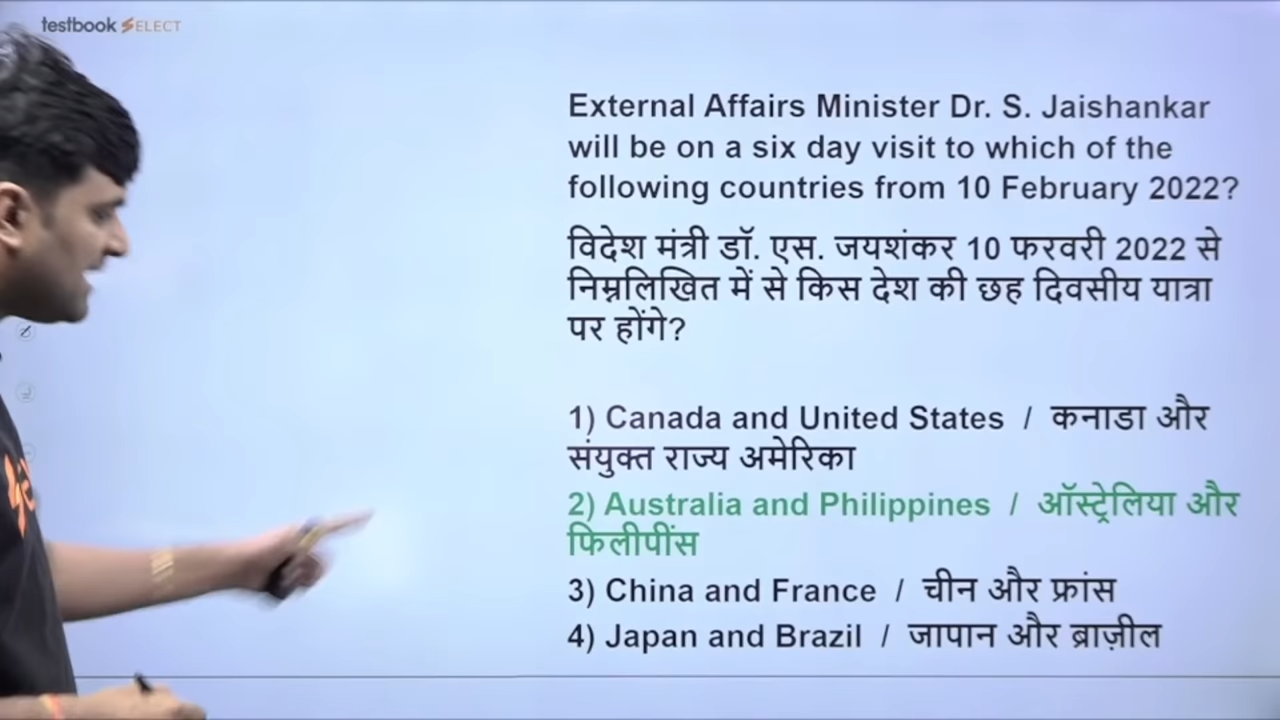 testbook SELECT
External Affairs Minister Dr. S. Jaishankar
will be on a six day visit to which of the
following countries from 10 February 2022?
विदेश मंत्री डॉ. एस. जयशंकर 10 फरवरी 2022 से
निम्नलिखित में से किस देश की छह दिवसीय यात्रा
पर होंगे?
1) Canada and United States / कनाडा और
संयुक्त राज्य अमेरिका
2) Australia and Philippines / ऑस्ट्रेलिया और
फिलीपींस
3) China and France / चीन और फ्रांस
4) Japan and Brazil / जापान और ब्राज़ील